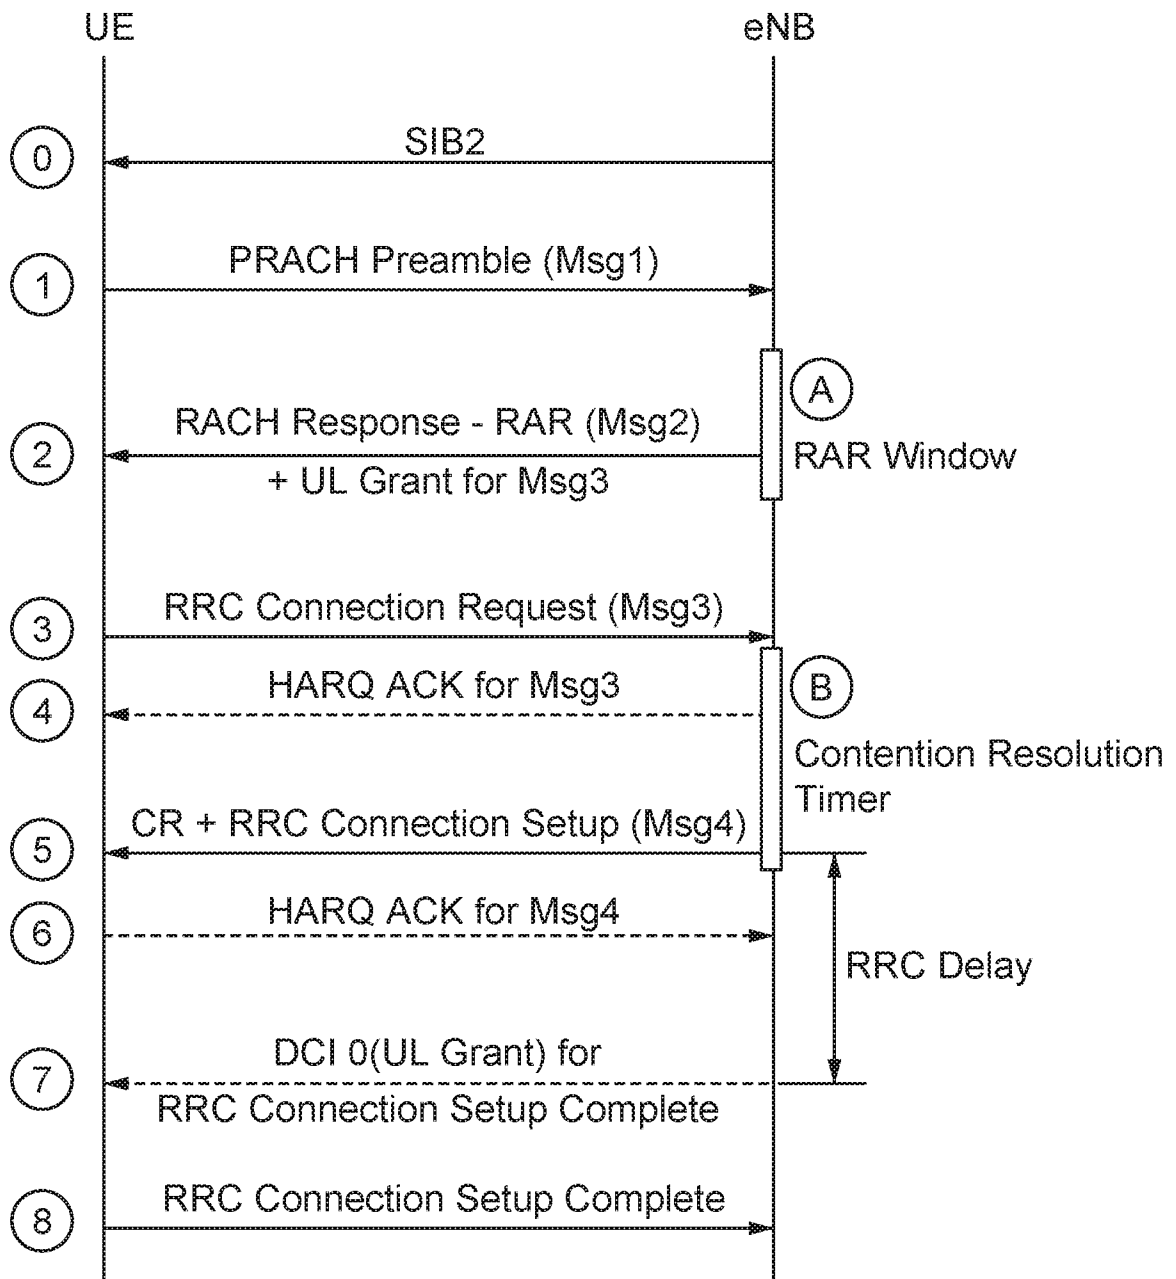 UE
eNB
0
SIB2
1
PRACH Preamble (Msg1)
A
RACH Response - RAR (Msg2)
2
RAR Window
+ UL Grant for Msg3
3
RRC Connection Request (Msg3)
B
HARQ ACK for Msg3
4
Contention Resolution
Timer
CR + RRC Connection Setup (Msg4)
5
HARQ ACK for Msg4
6
RRC Delay
DCI 0(UL Grant) for
7
RRC Connection Setup Complete
RRC Connection Setup Complete
8